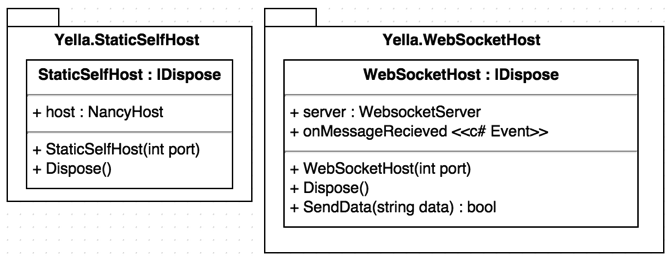 Yella.StaticSelfHost
StaticSelfHost : IDispose
+ host : NancyHost
+ StaticSelfHost(int port)
+ Dispose()
Yella.WebSocketHost
WebSocketHost : IDispose
+ server : WebsocketServer
+ onMessageRecieved <<c# Event>>
+ WebSocketHost(int port)
+ Dispose()
+ SendData(string data) : bool